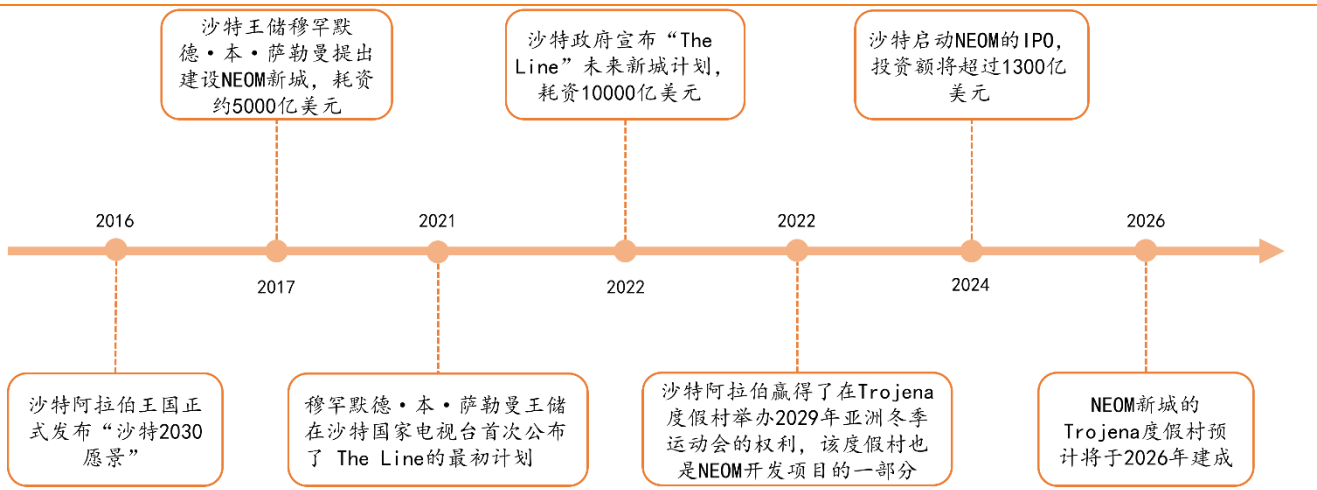 沙特王储穆罕默
德·本·萨勒曼提出
建设NEOM新城，耗资
约5000亿美元
沙特政府宣布“The
Line”未来新城计划，
耗资10000亿美元
沙特启动NEOM的IPO，
投资额将超过1300亿
美元
2016
2021
2022
2026
2017
2022
2024
沙特阿拉伯王国正
式发布“沙特2030
愿景”
穆罕默德·本·萨勒曼王储
在沙特国家电视台首次公布
了 The Line的最初计划
沙特阿拉伯赢得了在Trojena
度假村举办2029年亚洲冬季
运动会的权利，该度假村也
是NEOM开发项目的一部分
NEOM新城的
Trojena度假村预
计将于2026年建成